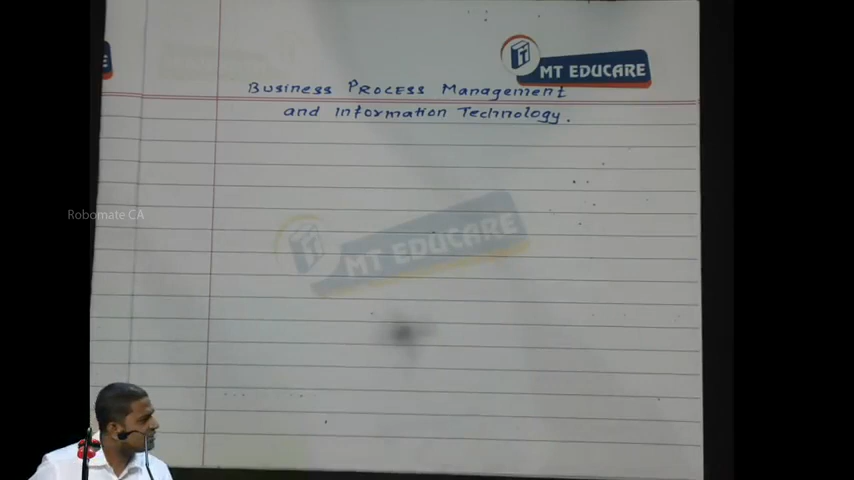 MT EDUCARE
Business Process Management
and Information Technology.
Robomate CA
MT EDUCARE